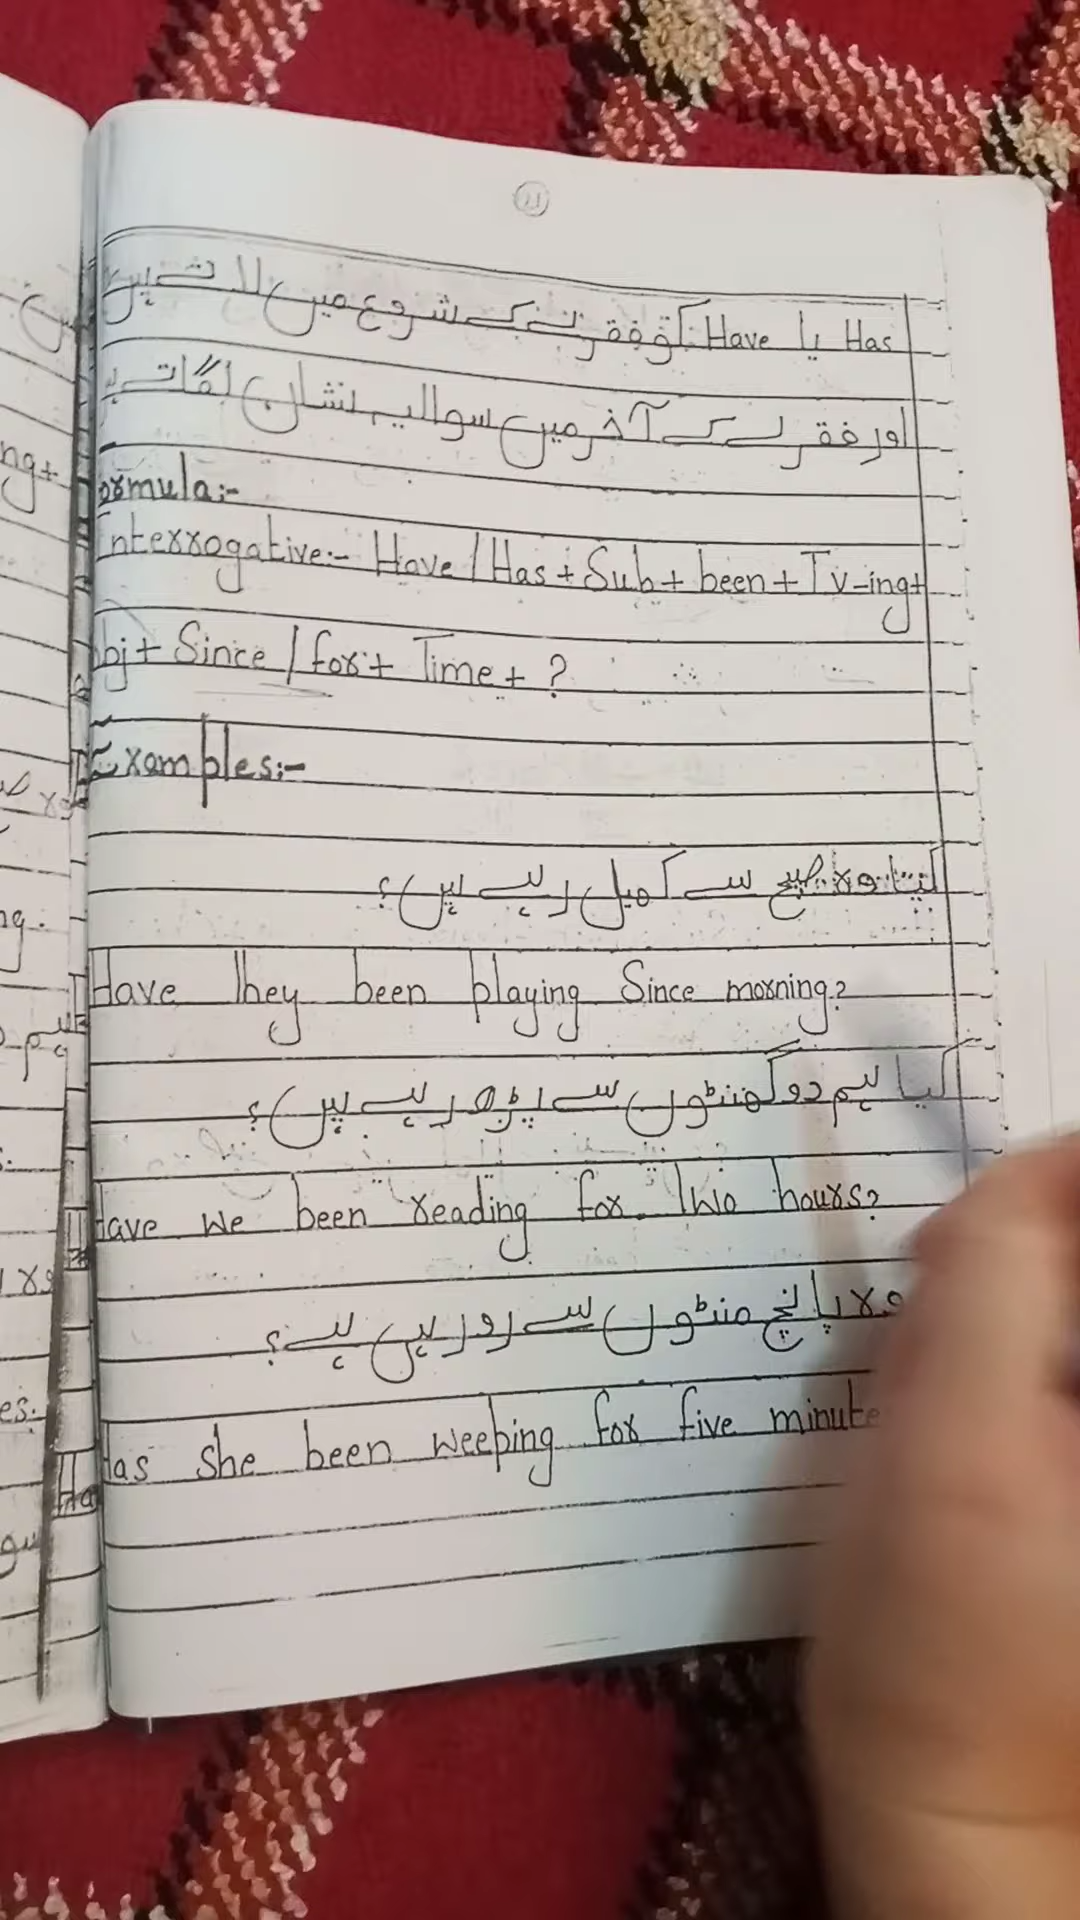 Has یا Have کو فقرے کے شروع میں لاتے ہیں
اور فقرے کے آخر میں سوالیہ نشان لگاتے
ormula:-
Interrogative:- Have / Has + Sub + been + Iv-ing+
obj + Since / for + Time + ?
Examples:-
کیا وہ صبح سے کھیل رہے ہیں؟
Have They been playing Since morning?
کیا ہم دو گھنٹوں سے پڑھ رہے ہیں؟
Have we been reading for Two hours?
وہ پانچ منٹوں سے رو رہی ہے؟
Has She been weeping for five minute